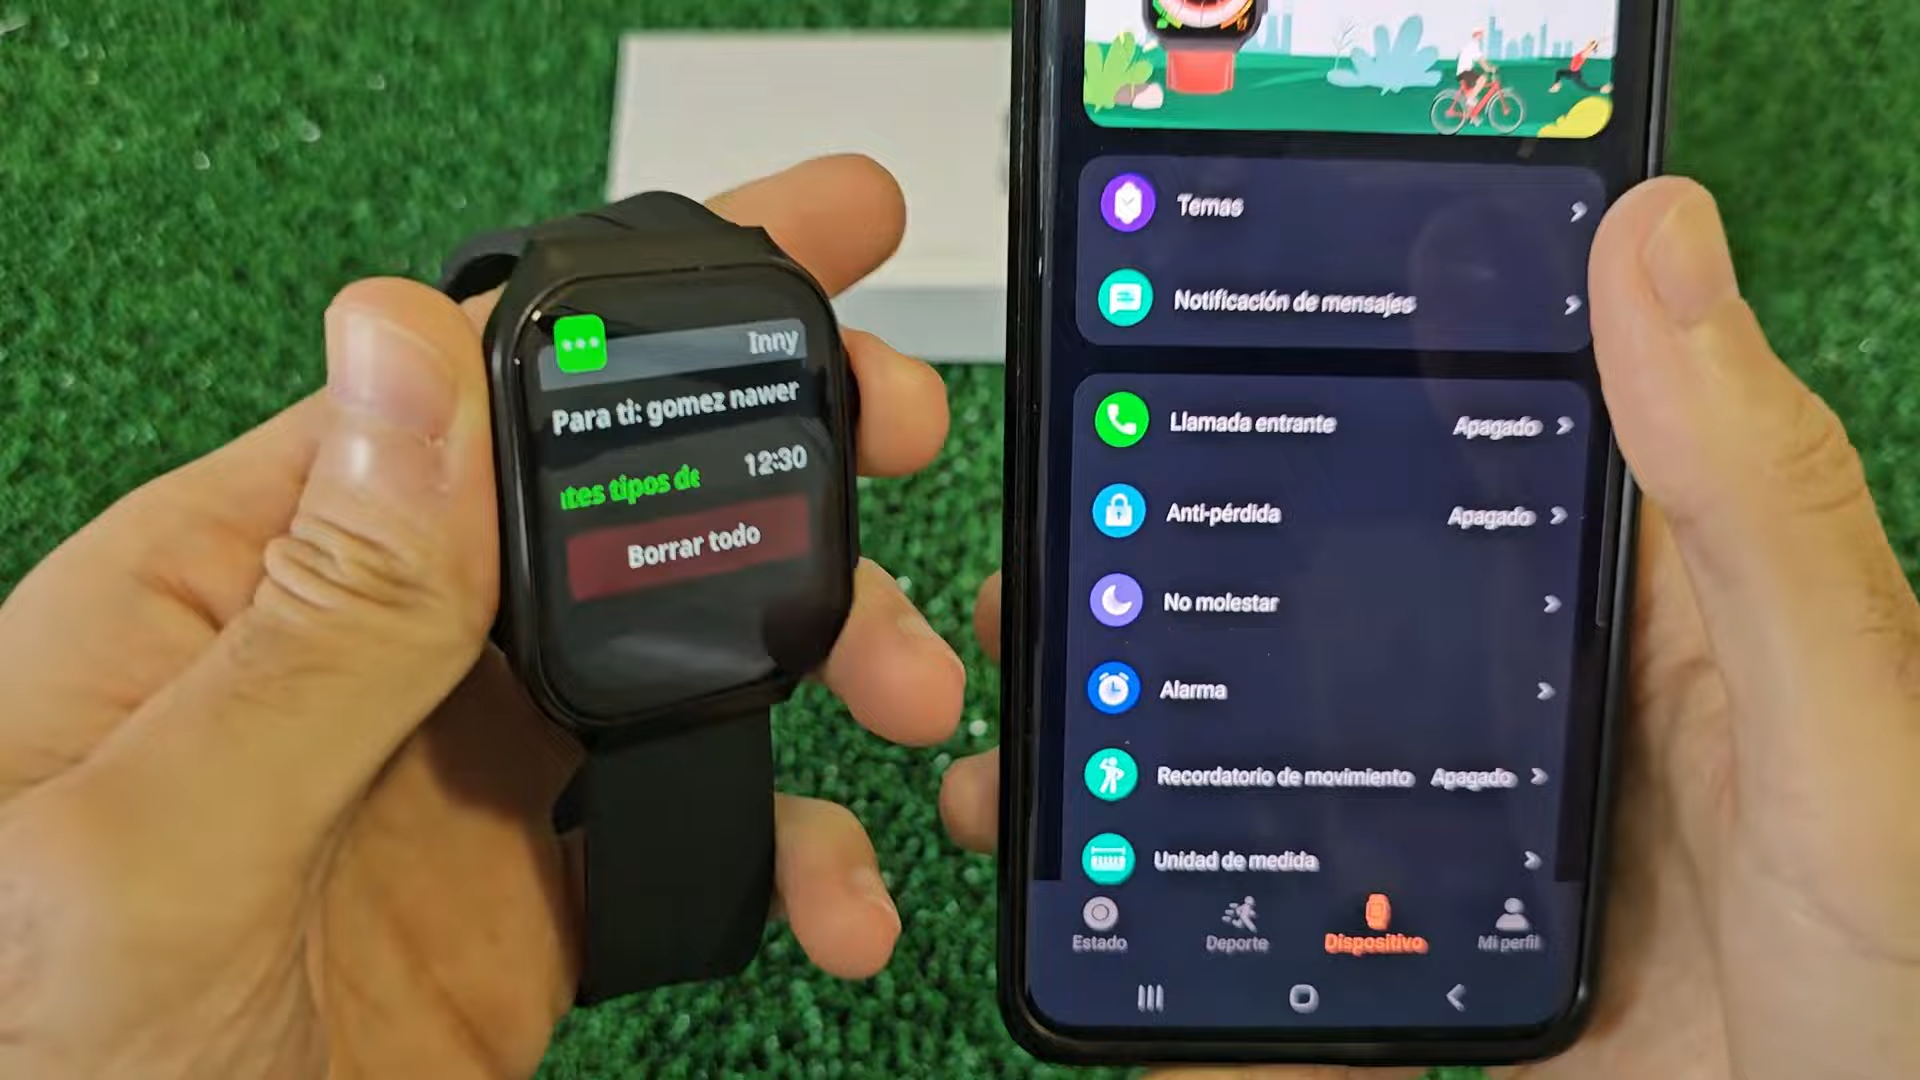 Inny
Para ti: gomez nawer
12:30
tes tipos de
Borrar todo
Temas
Notificación de mensajes
Llamada entrante Apagado
Anti-pérdida Apagado
No molestar
Alarma
Recordatorio de movimiento Apagado
Unidad de medida
Estado Deporte Dispositivo Mi perfil